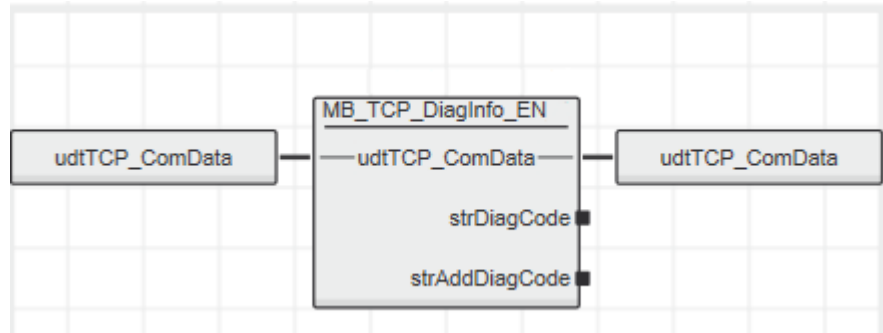 MB_TCP_DiagInfo_EN
udtTCP_ComData udtTCP_ComData udtTCP_ComData
strDiagCode
strAddDiagCode